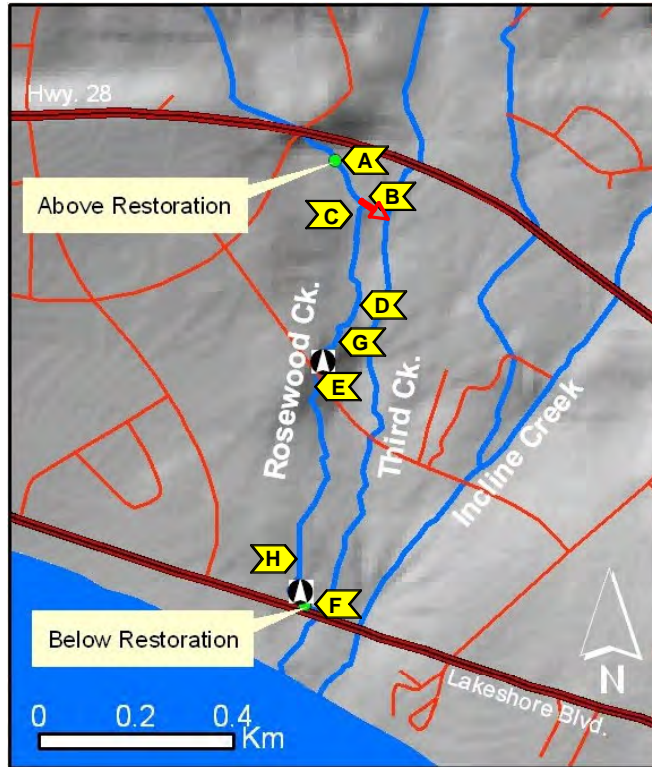 Hwy. 28
A
Above Restoration
B
C
D
Rosewood Ck.
G
Third Ck.
E
Incline Creek
H
F
Below Restoration
N
Lakeshore Blvd.
0 0.2 0.4
Km